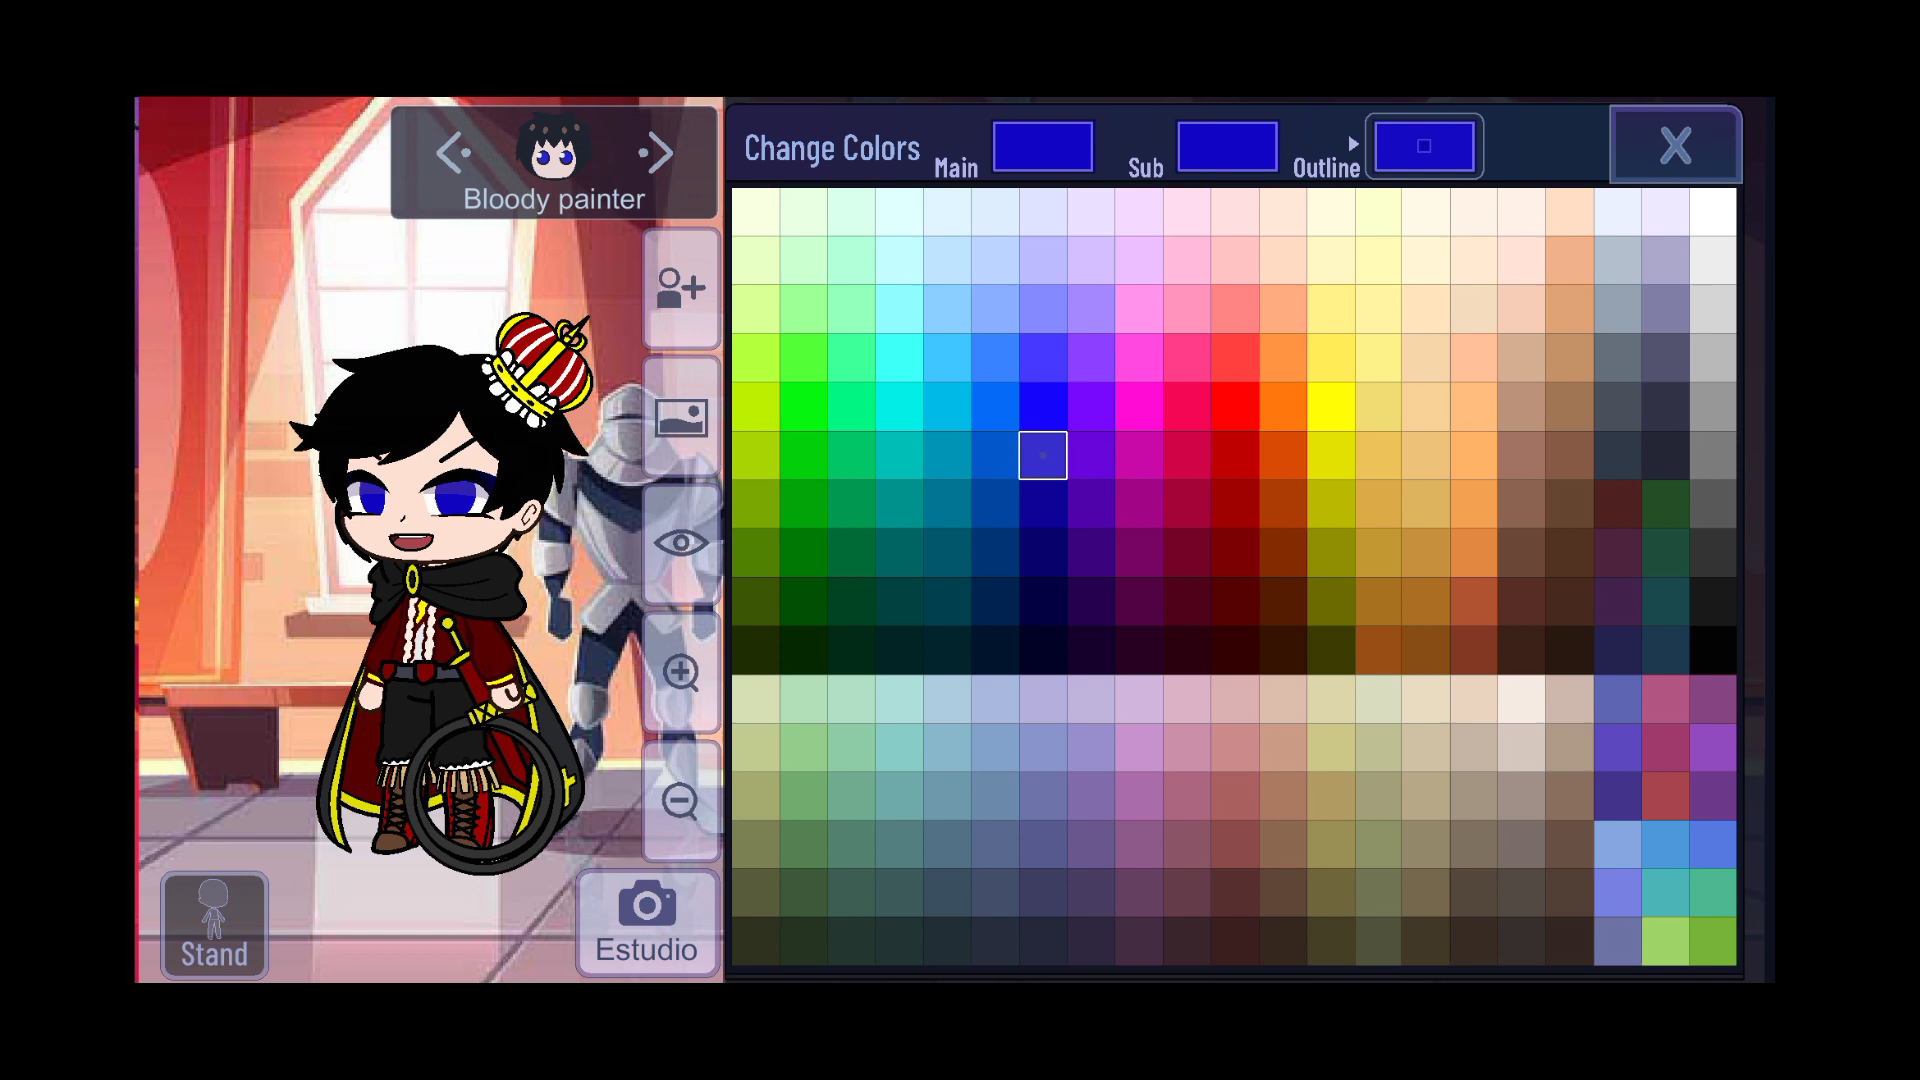 Bloody painter
Change Colors
Main
Sub
Outline
X
Stand
Estudio